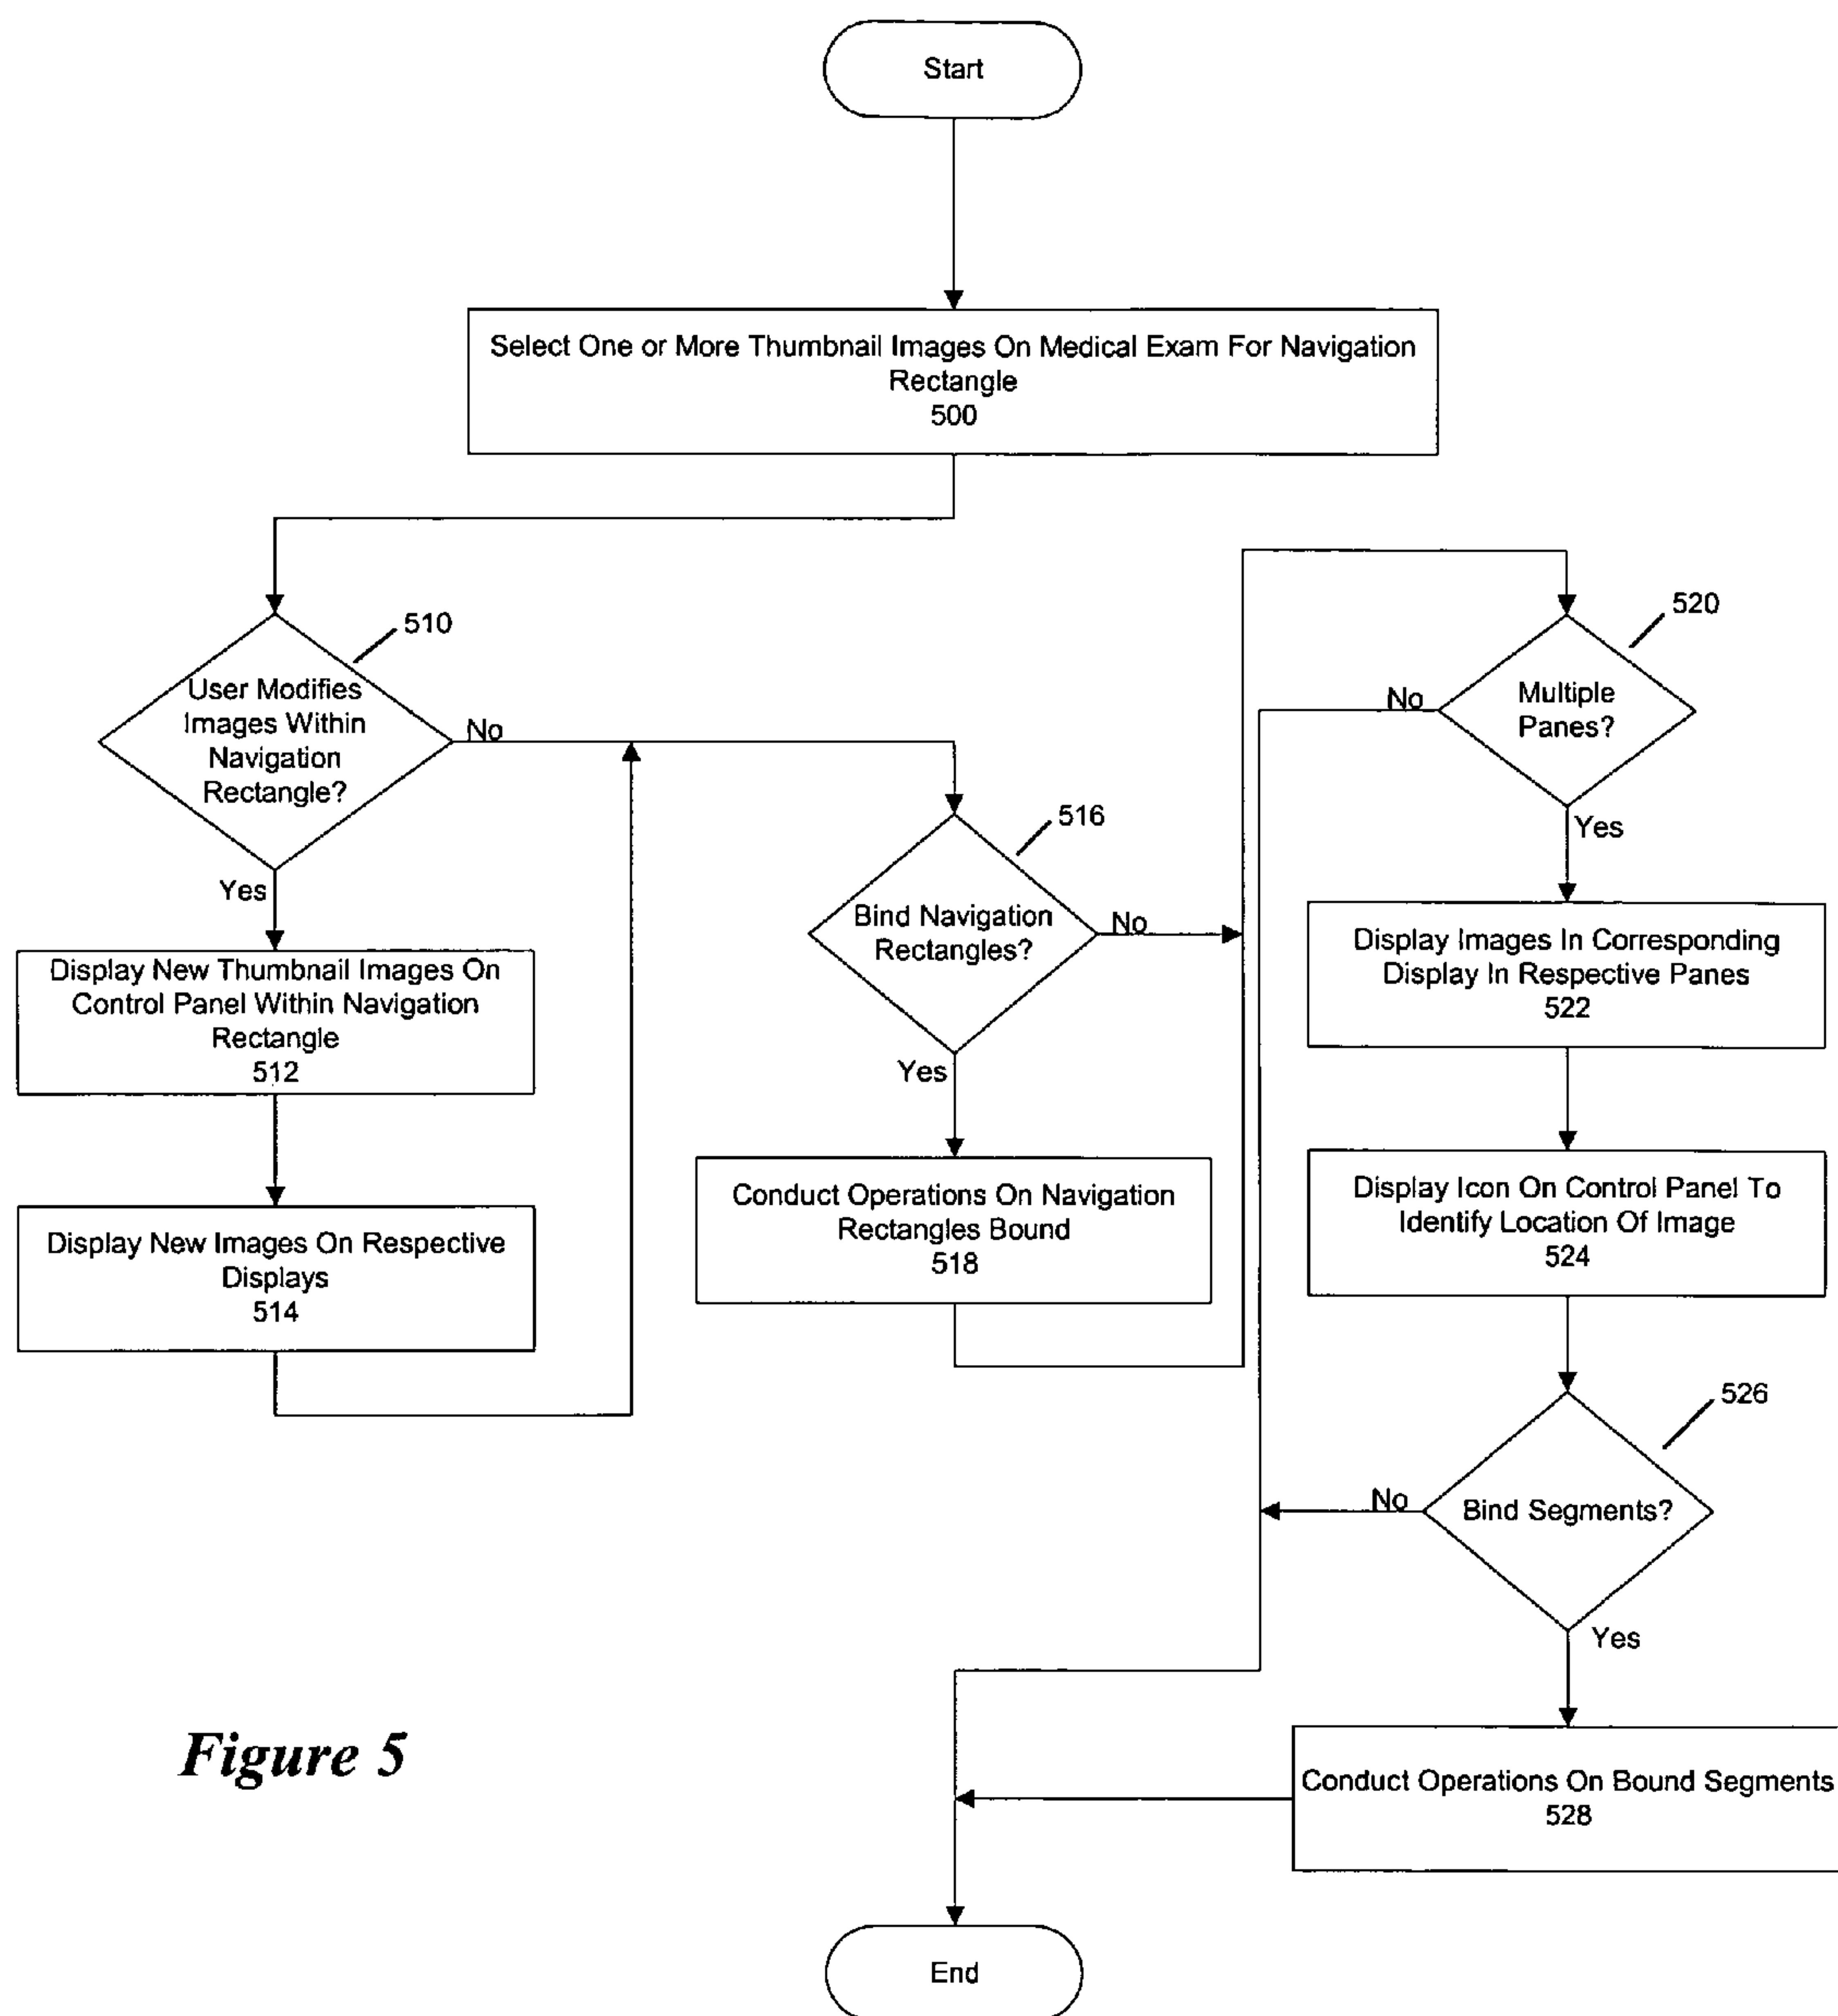 Start
Select One or More Thumbnail Images On Medical Exam For Navigation
Rectangle
500
510
User Modifies
Images Within
Navigation
Rectangle?
No
Yes
Display New Thumbnail Images On
Control Panel Within Navigation
Rectangle
512
Display New Images On Respective
Displays
514
516
Bind Navigation
Rectangles?
No
Yes
Conduct Operations On Navigation
Rectangles Bound
518
520
Multiple
Panes?
No
Yes
Display Images In Corresponding
Display In Respective Panes
522
Display Icon On Control Panel To
Identify Location Of Image
524
526
Bind Segments?
No
Yes
Conduct Operations On Bound Segments
528
End
Figure 5